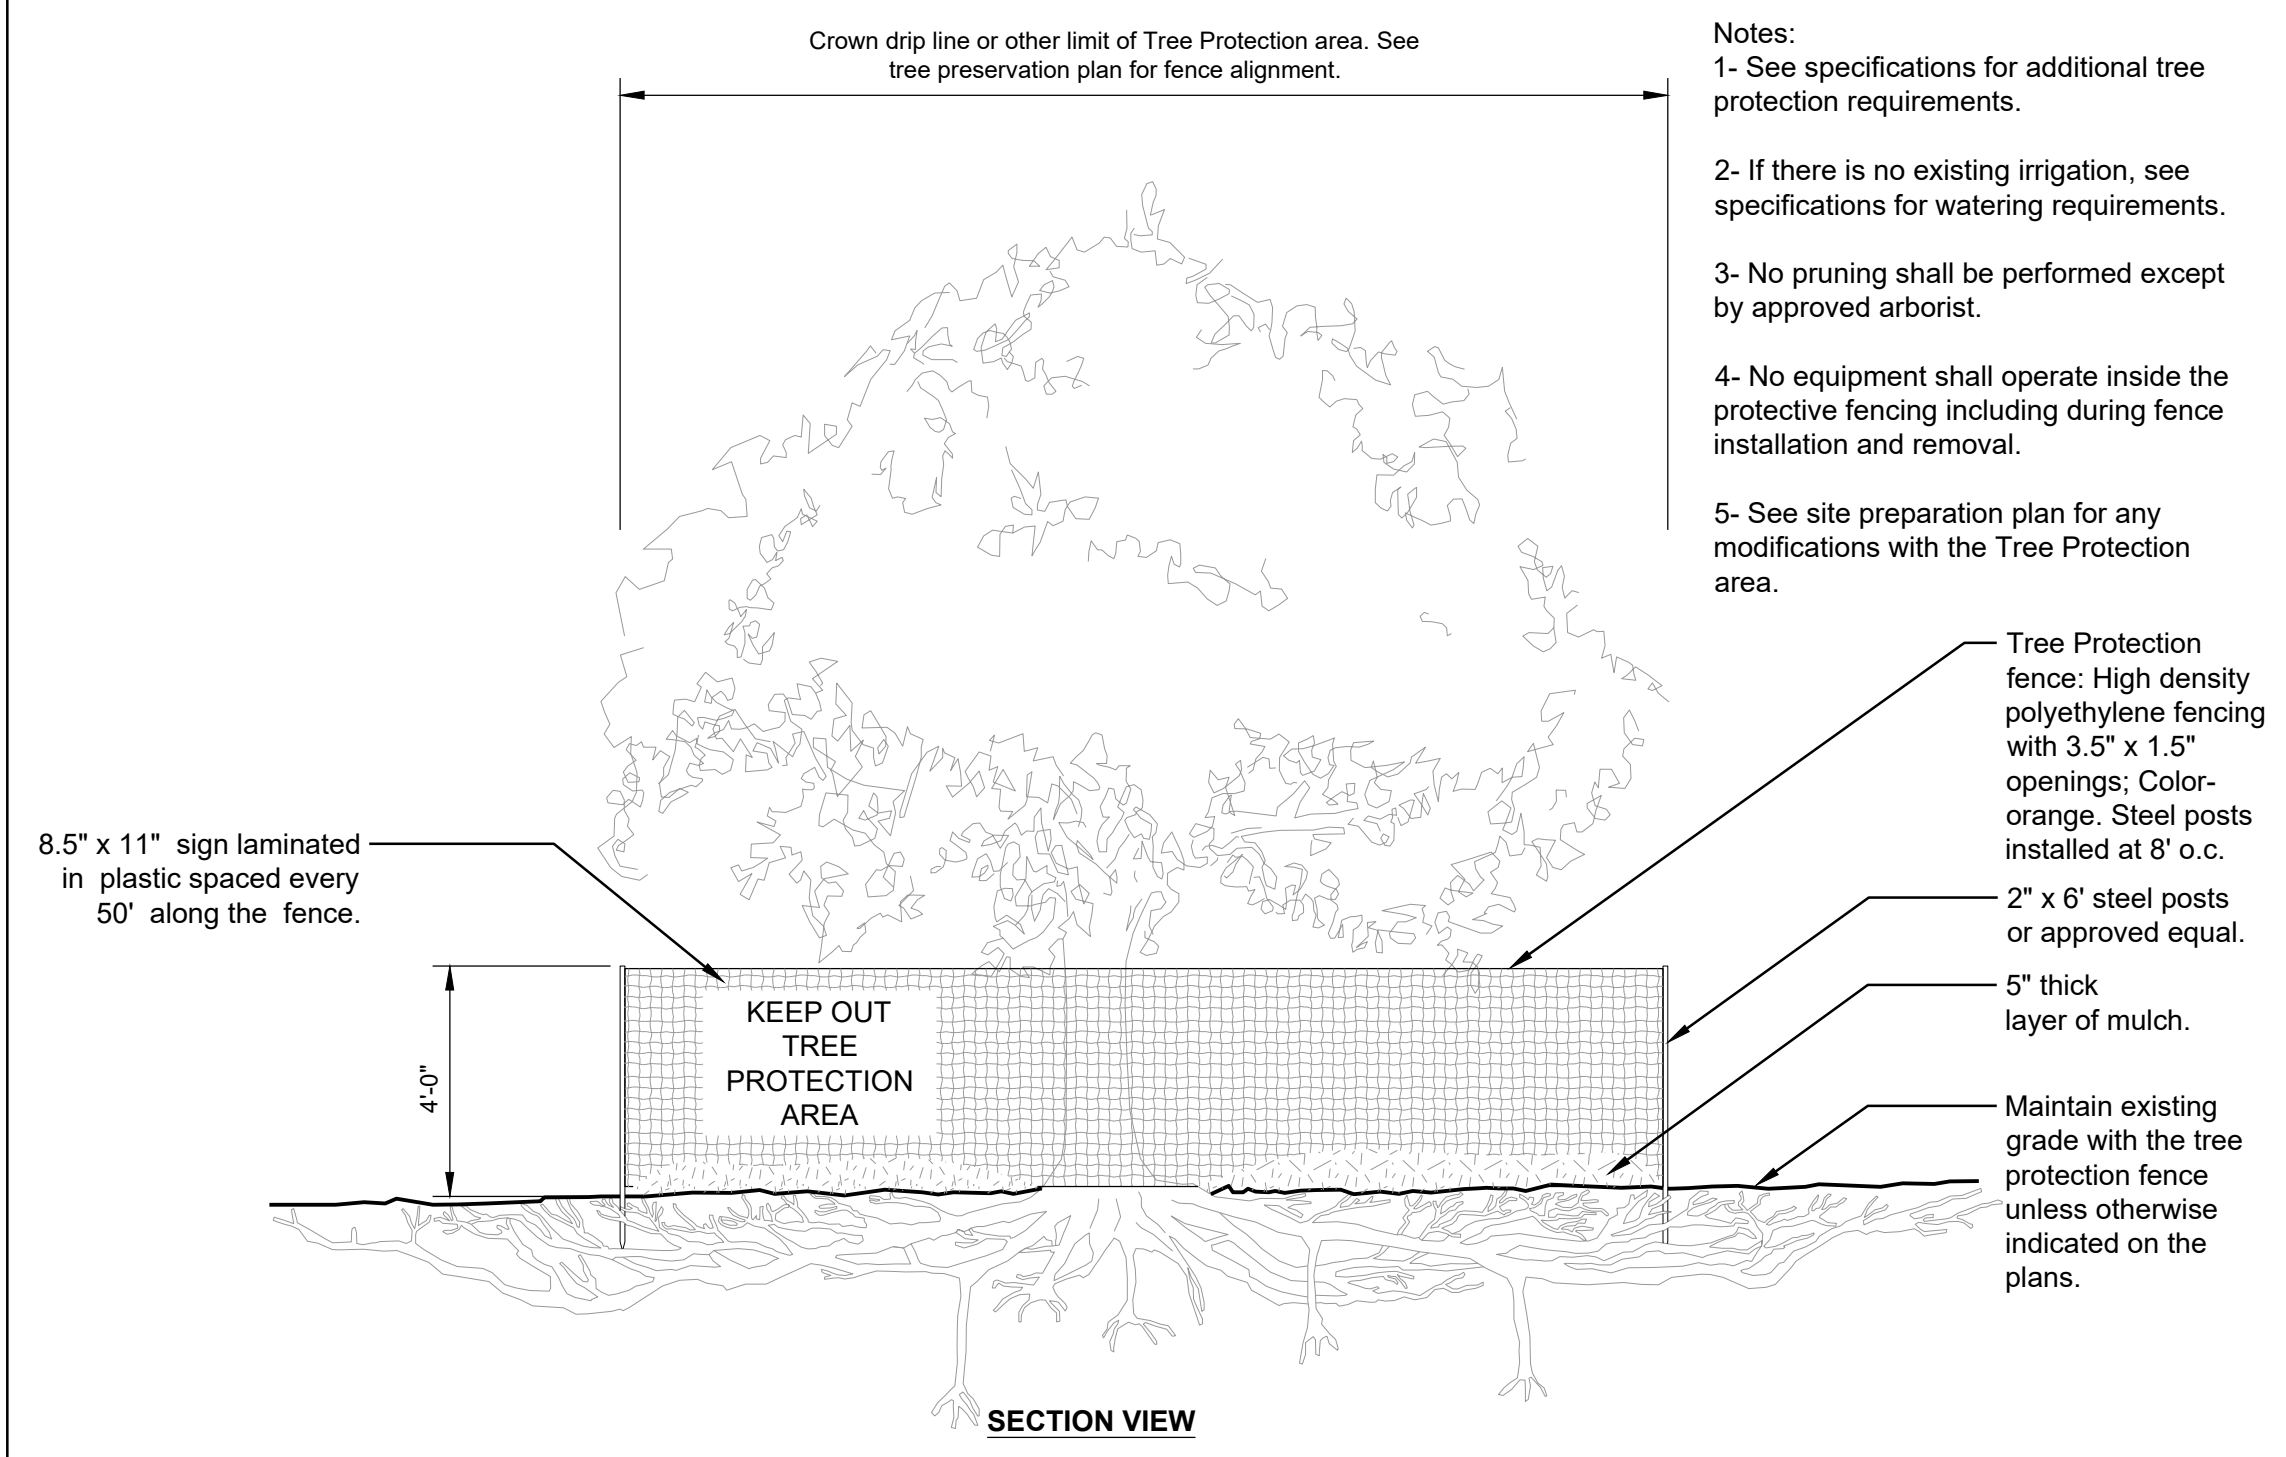 Crown drip line or other limit of Tree Protection area. See
tree preservation plan for fence alignment.
Notes:
1- See specifications for additional tree
protection requirements.
2- If there is no existing irrigation, see
specifications for watering requirements.
3- No pruning shall be performed except
by approved arborist.
4- No equipment shall operate inside the
protective fencing including during fence
installation and removal.
5- See site preparation plan for any
modifications with the Tree Protection
area.
Tree Protection
fence: High density
polyethylene fencing
with 3.5" x 1.5"
openings; Color-
orange. Steel posts
installed at 8' o.c.
2" x 6' steel posts
or approved equal.
5" thick
layer of mulch.
Maintain existing
grade with the tree
protection fence
unless otherwise
indicated on the
plans.
8.5" x 11" sign laminated
in plastic spaced every
50' along the fence.
4'-0"
KEEP OUT
TREE
PROTECTION
AREA
SECTION VIEW